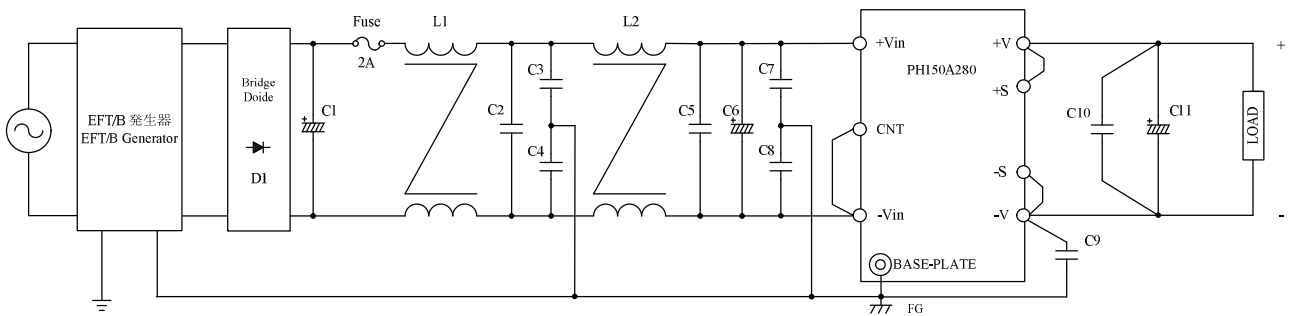 Fuse
2A
L1
L2
EFT/B 発生器
EFT/B Generator
Bridge
Doide
D1
+
C1
C2
C3
C4
C5
+
C6
C7
C8
+Vin
CNT
-Vin
PH150A280
+V
+S
-S
-V
BASE-PLATE
FG
C9
C10
+
C11
LOAD
+
-